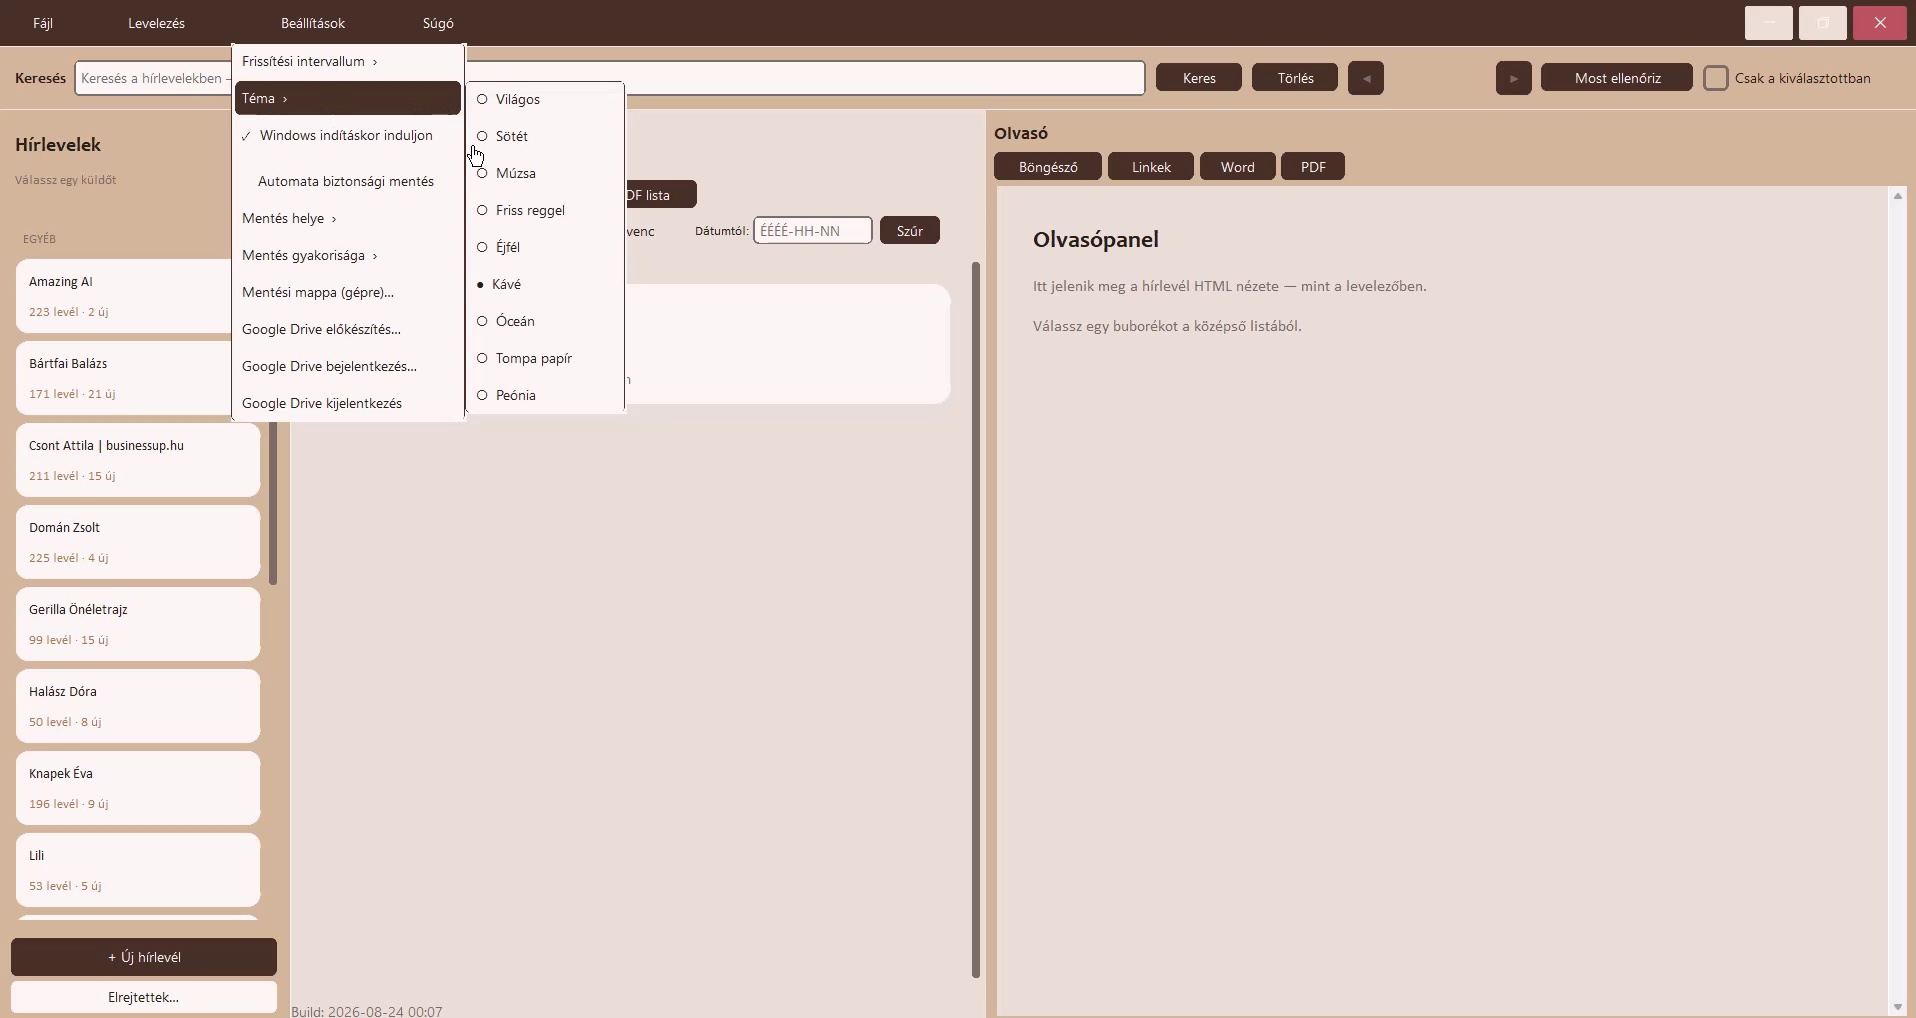 Fájl Levelezés Beállítások Súgó
Keresés Keresés a hírlevelekben – Keres Törlés ◄ ► Most ellenőriz Csak a kiválasztottban
Frissítési intervallum ›
Téma ›
✓ Windows indításkor induljon
Automata biztonsági mentés
Mentés helye ›
Mentés gyakorisága ›
Mentési mappa (gépre)...
Google Drive előkészítés...
Google Drive bejelentkezés...
Google Drive kijelentkezés
Világos
Sötét
Múzsa
Friss reggel
Éjfél
Kávé
Óceán
Tompa papír
Peónia
Hírlevelek
Válassz egy küldőt
EGYÉB
Amazing AI
223 levél · 2 új
Bártfai Balázs
171 levél · 21 új
Csont Attila | businessup.hu
211 levél · 15 új
Domán Zsolt
225 levél · 4 új
Gerilla Önéletrajz
99 levél · 15 új
Halász Dóra
50 levél · 8 új
Knapek Éva
196 levél · 9 új
Lili
53 levél · 5 új
+ Új hírlevél
Elrejtettek...
DF lista
venc Dátumtól: ÉÉÉÉ-HH-NN Szűr
Build: 2026-08-24 00:07
Olvasó
Böngésző Linkek Word PDF
Olvasópanel
Itt jelenik meg a hírlevél HTML nézete — mint a levelezőben.
Válassz egy buborékot a középső listából.